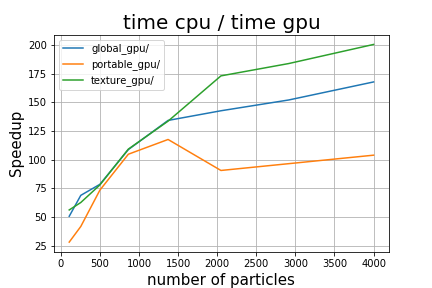 time cpu / time gpu
global_gpu/
portable_gpu/
texture_gpu/
Speedup
200
175
150
125
100
75
50
25
0
500
1000
1500
2000
2500
3000
3500
4000
number of particles